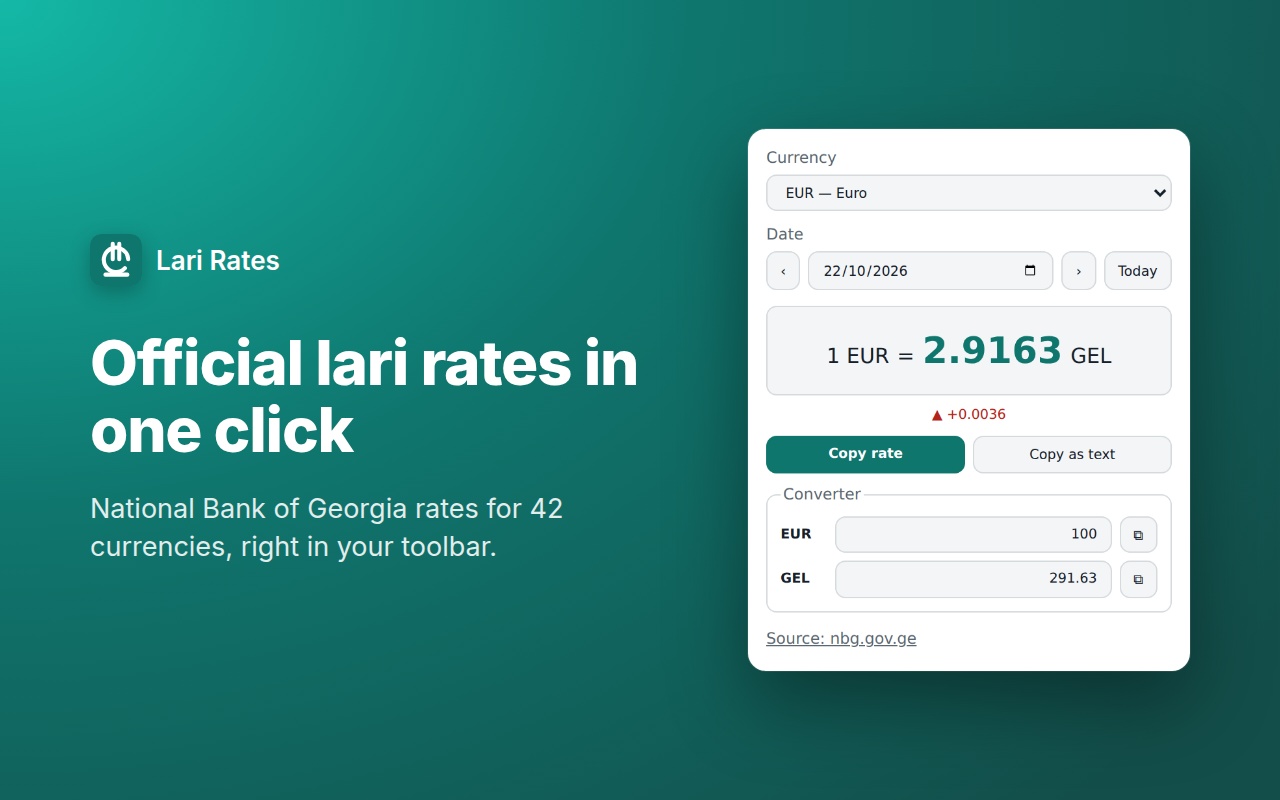 Lari Rates
Official lari rates in
one click
National Bank of Georgia rates for 42
currencies, right in your toolbar.
Currency
EUR — Euro
Date
‹ 22/10/2026 › Today
1 EUR = 2.9163 GEL
▲ +0.0036
Copy rate Copy as text
Converter
EUR 100
GEL 291.63
Source: nbg.gov.ge